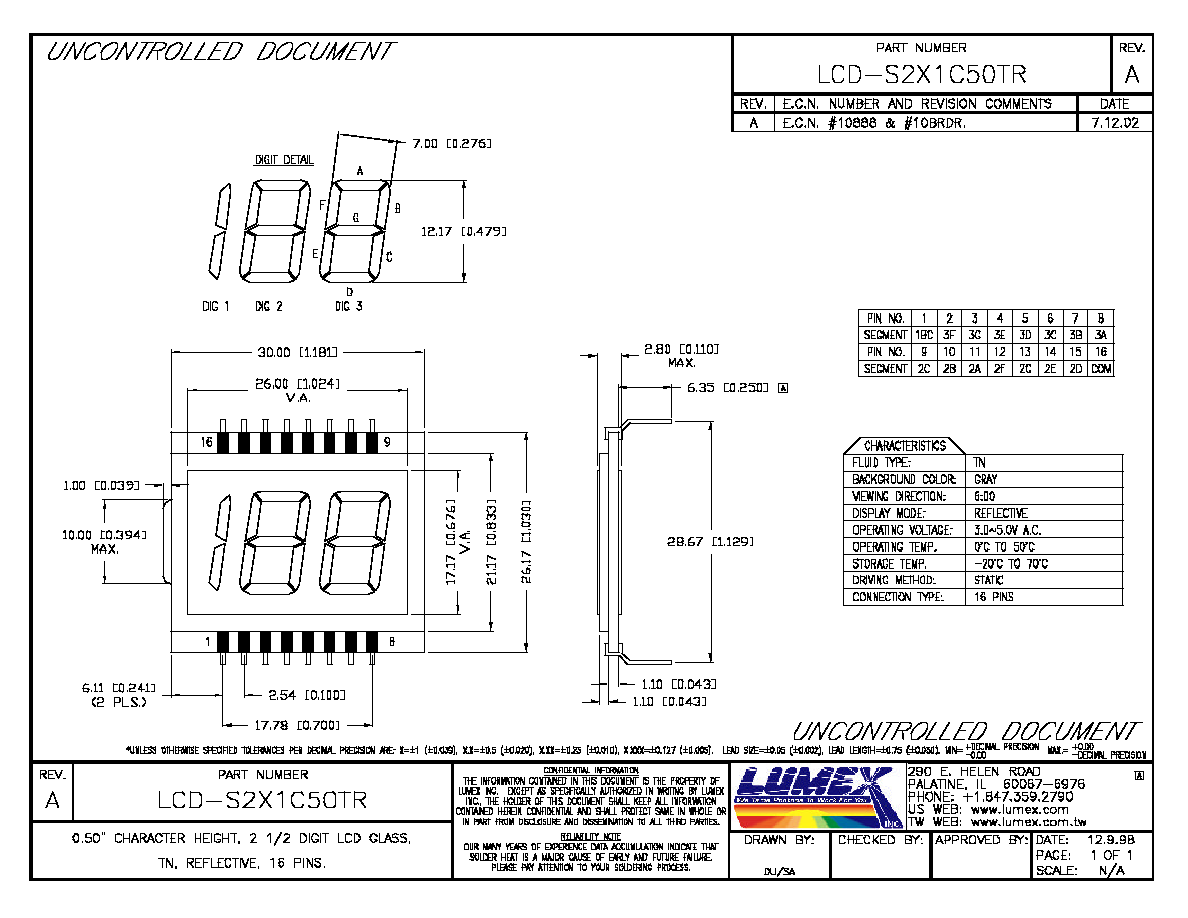 UNCONTROLLED DOCUMENT
PART NUMBER
LCD-S2X1C50TR
REV.
A
REV. E.C.N. NUMBER AND REVISION COMMENTS DATE
A E.C.N. #10888 & #10BRDR. 7.12.02
DIGIT DETAIL
7.00 [0.276]
A
F B
G
12.17 [0.479]
E C
D
DIG 1 DIG 2 DIG 3
PIN NO. 1 2 3 4 5 6 7 8
SEGMENT 1BC 3F 3G 3E 3D 3C 3B 3A
PIN NO. 9 10 11 12 13 14 15 16
SEGMENT 2C 2B 2A 2F 2G 2E 2D COM
30.00 [1.181]
26.00 [1.024]
V.A.
16 9
1.00 [0.039]
10.00 [0.394]
MAX.
17.17 [0.676]
V.A.
21.17 [0.833]
26.17 [1.030]
1 8
6.11 [0.241]
(2 PLS.)
2.54 [0.100]
17.78 [0.700]
2.80 [0.110]
MAX.
6.35 [0.250] A
28.67 [1.129]
1.10 [0.043]
1.10 [0.043]
CHARACTERISTICS
FLUID TYPE: TN
BACKGROUND COLOR: GRAY
VIEWING DIRECTION: 6:00
DISPLAY MODE: REFLECTIVE
OPERATING VOLTAGE: 3.0~5.0V A.C.
OPERATING TEMP. 0°C TO 50°C
STORAGE TEMP. -20°C TO 70°C
DRIVING METHOD: STATIC
CONNECTION TYPE: 16 PINS
UNCONTROLLED DOCUMENT
*UNLESS OTHERWISE SPECIFIED TOLERANCES PER DECIMAL PRECISION ARE: X=±1 (±0.039), X.X=±0.5 (±0.020), X.XX=±0.25 (±0.010), X.XXX=±0.127 (±0.005). LEAD SIZE=±0.05 (±0.002), LEAD LENGTH=±0.75 (±0.030). MIN= +DECIMAL PRECISION -0.00 MAX.= +0.00 -DECIMAL PRECISION
REV.
A
PART NUMBER
LCD-S2X1C50TR
0.50" CHARACTER HEIGHT, 2 1/2 DIGIT LCD GLASS,
TN, REFLECTIVE, 16 PINS.
CONFIDENTIAL INFORMATION
THE INFORMATION CONTAINED IN THIS DOCUMENT IS THE PROPERTY OF
LUMEX INC. EXCEPT AS SPECIFICALLY AUTHORIZED IN WRITING BY LUMEX
INC. THE HOLDER OF THIS DOCUMENT SHALL KEEP ALL INFORMATION
CONTAINED HEREIN CONFIDENTIAL AND SHALL PROTECT SAME IN WHOLE OR
IN PART FROM DISCLOSURE AND DISSEMINATION TO ALL THIRD PARTIES.
RELIABILITY NOTE
OUR MANY YEARS OF EXPERIENCE DATA ACCUMULATION INDICATE THAT
SOLDER HEAT IS A MAJOR CAUSE OF EARLY AND FUTURE FAILURE.
PLEASE PAY ATTENTION TO YOUR SOLDERING PROCESS.
LUMEX
We Draw Photons To Work For You
INC.
290 E. HELEN ROAD A
PALATINE, IL 60067-6976
PHONE: +1.847.359.2790
US WEB: www.lumex.com
TW WEB: www.lumex.com.tw
DRAWN BY: CHECKED BY: APPROVED BY:
DU/SA
DATE: 12.9.98
PAGE: 1 OF 1
SCALE: N/A